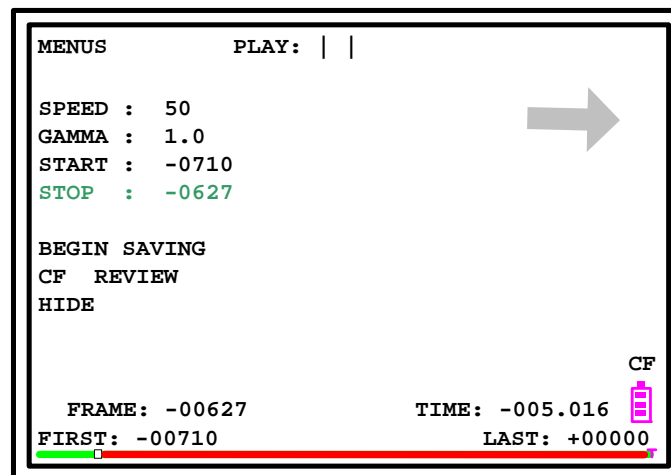 MENUS PLAY: | |
SPEED : 50
GAMMA : 1.0
START : -0710
STOP : -0627
BEGIN SAVING
CF REVIEW
HIDE
CF
FRAME: -00627 TIME: -005.016
FIRST: -00710 LAST: +00000
T